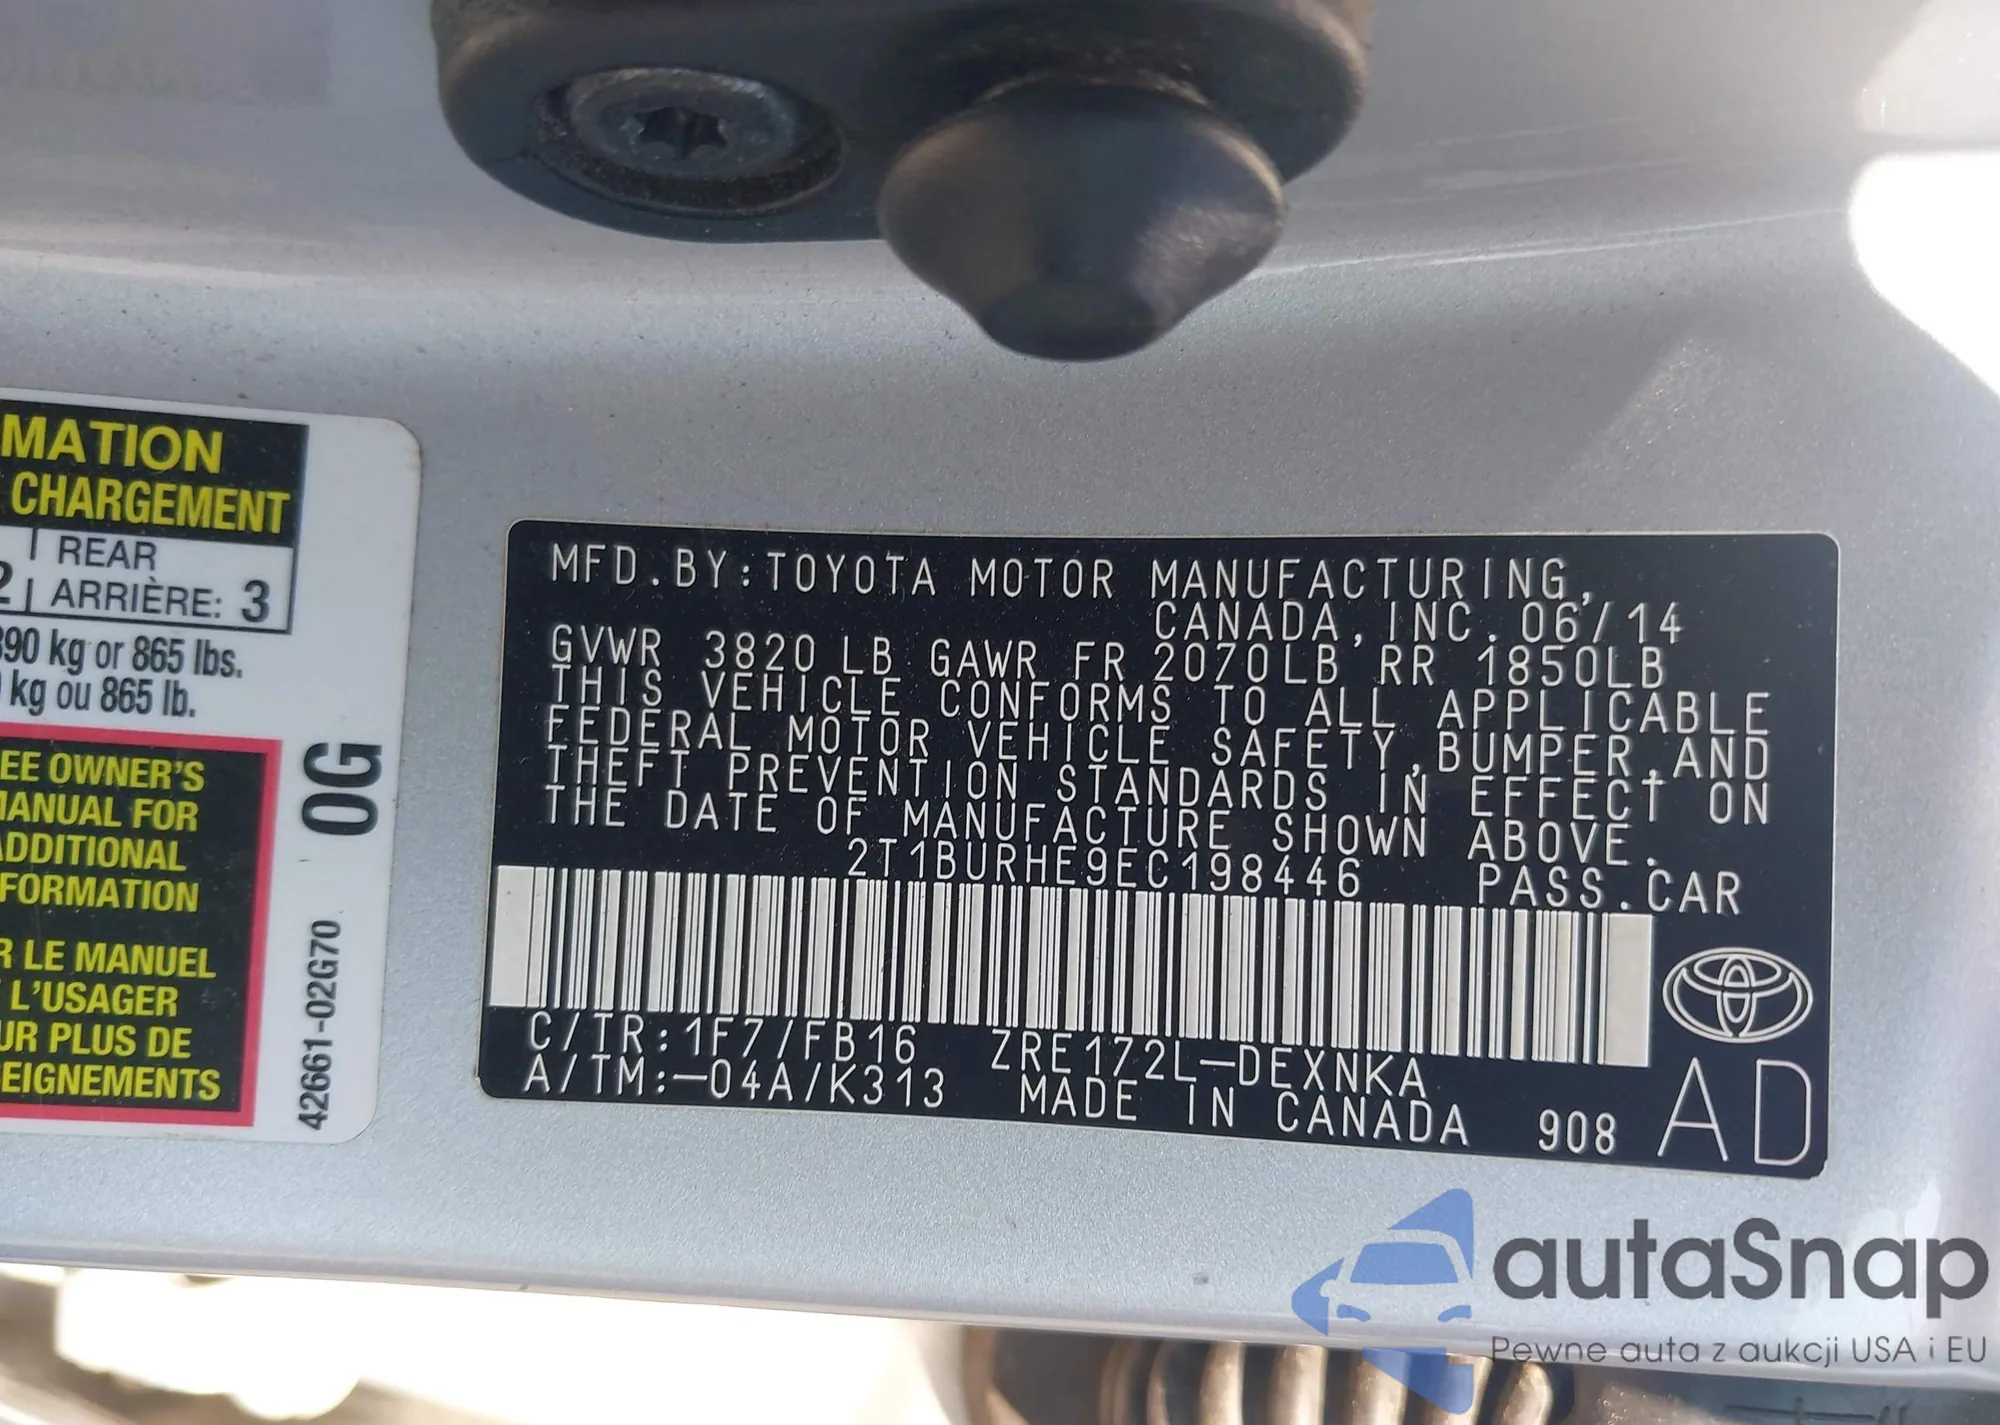 MATION
CHARGEMENT
REAR
2 ARRIÈRE: 3
390 kg or 865 lbs.
kg ou 865 lb.
EE OWNER'S
MANUAL FOR
ADDITIONAL
FORMATION
R LE MANUEL
L'USAGER
UR PLUS DE
EIGNEMENTS
0G
42661-02G70
MFD.BY:TOYOTA MOTOR MANUFACTURING,
CANADA,INC. 06/14
GVWR 3820LB GAWR FR 2070LB RR 1850LB
THIS VEHICLE CONFORMS TO ALL APPLICABLE
FEDERAL MOTOR VEHICLE SAFETY,BUMPER,AND
THEFT PREVENTION STANDARDS IN EFFECT ON
THE DATE OF MANUFACTURE SHOWN ABOVE.
2T1BURHE9EC198446 PASS.CAR
C/TR:1F7/FB16 ZRE172L-DEXNKA
A/TM:-04A/K313 MADE IN CANADA 908
AD
autaSnap
Pewne auta z aukcji USA i EU